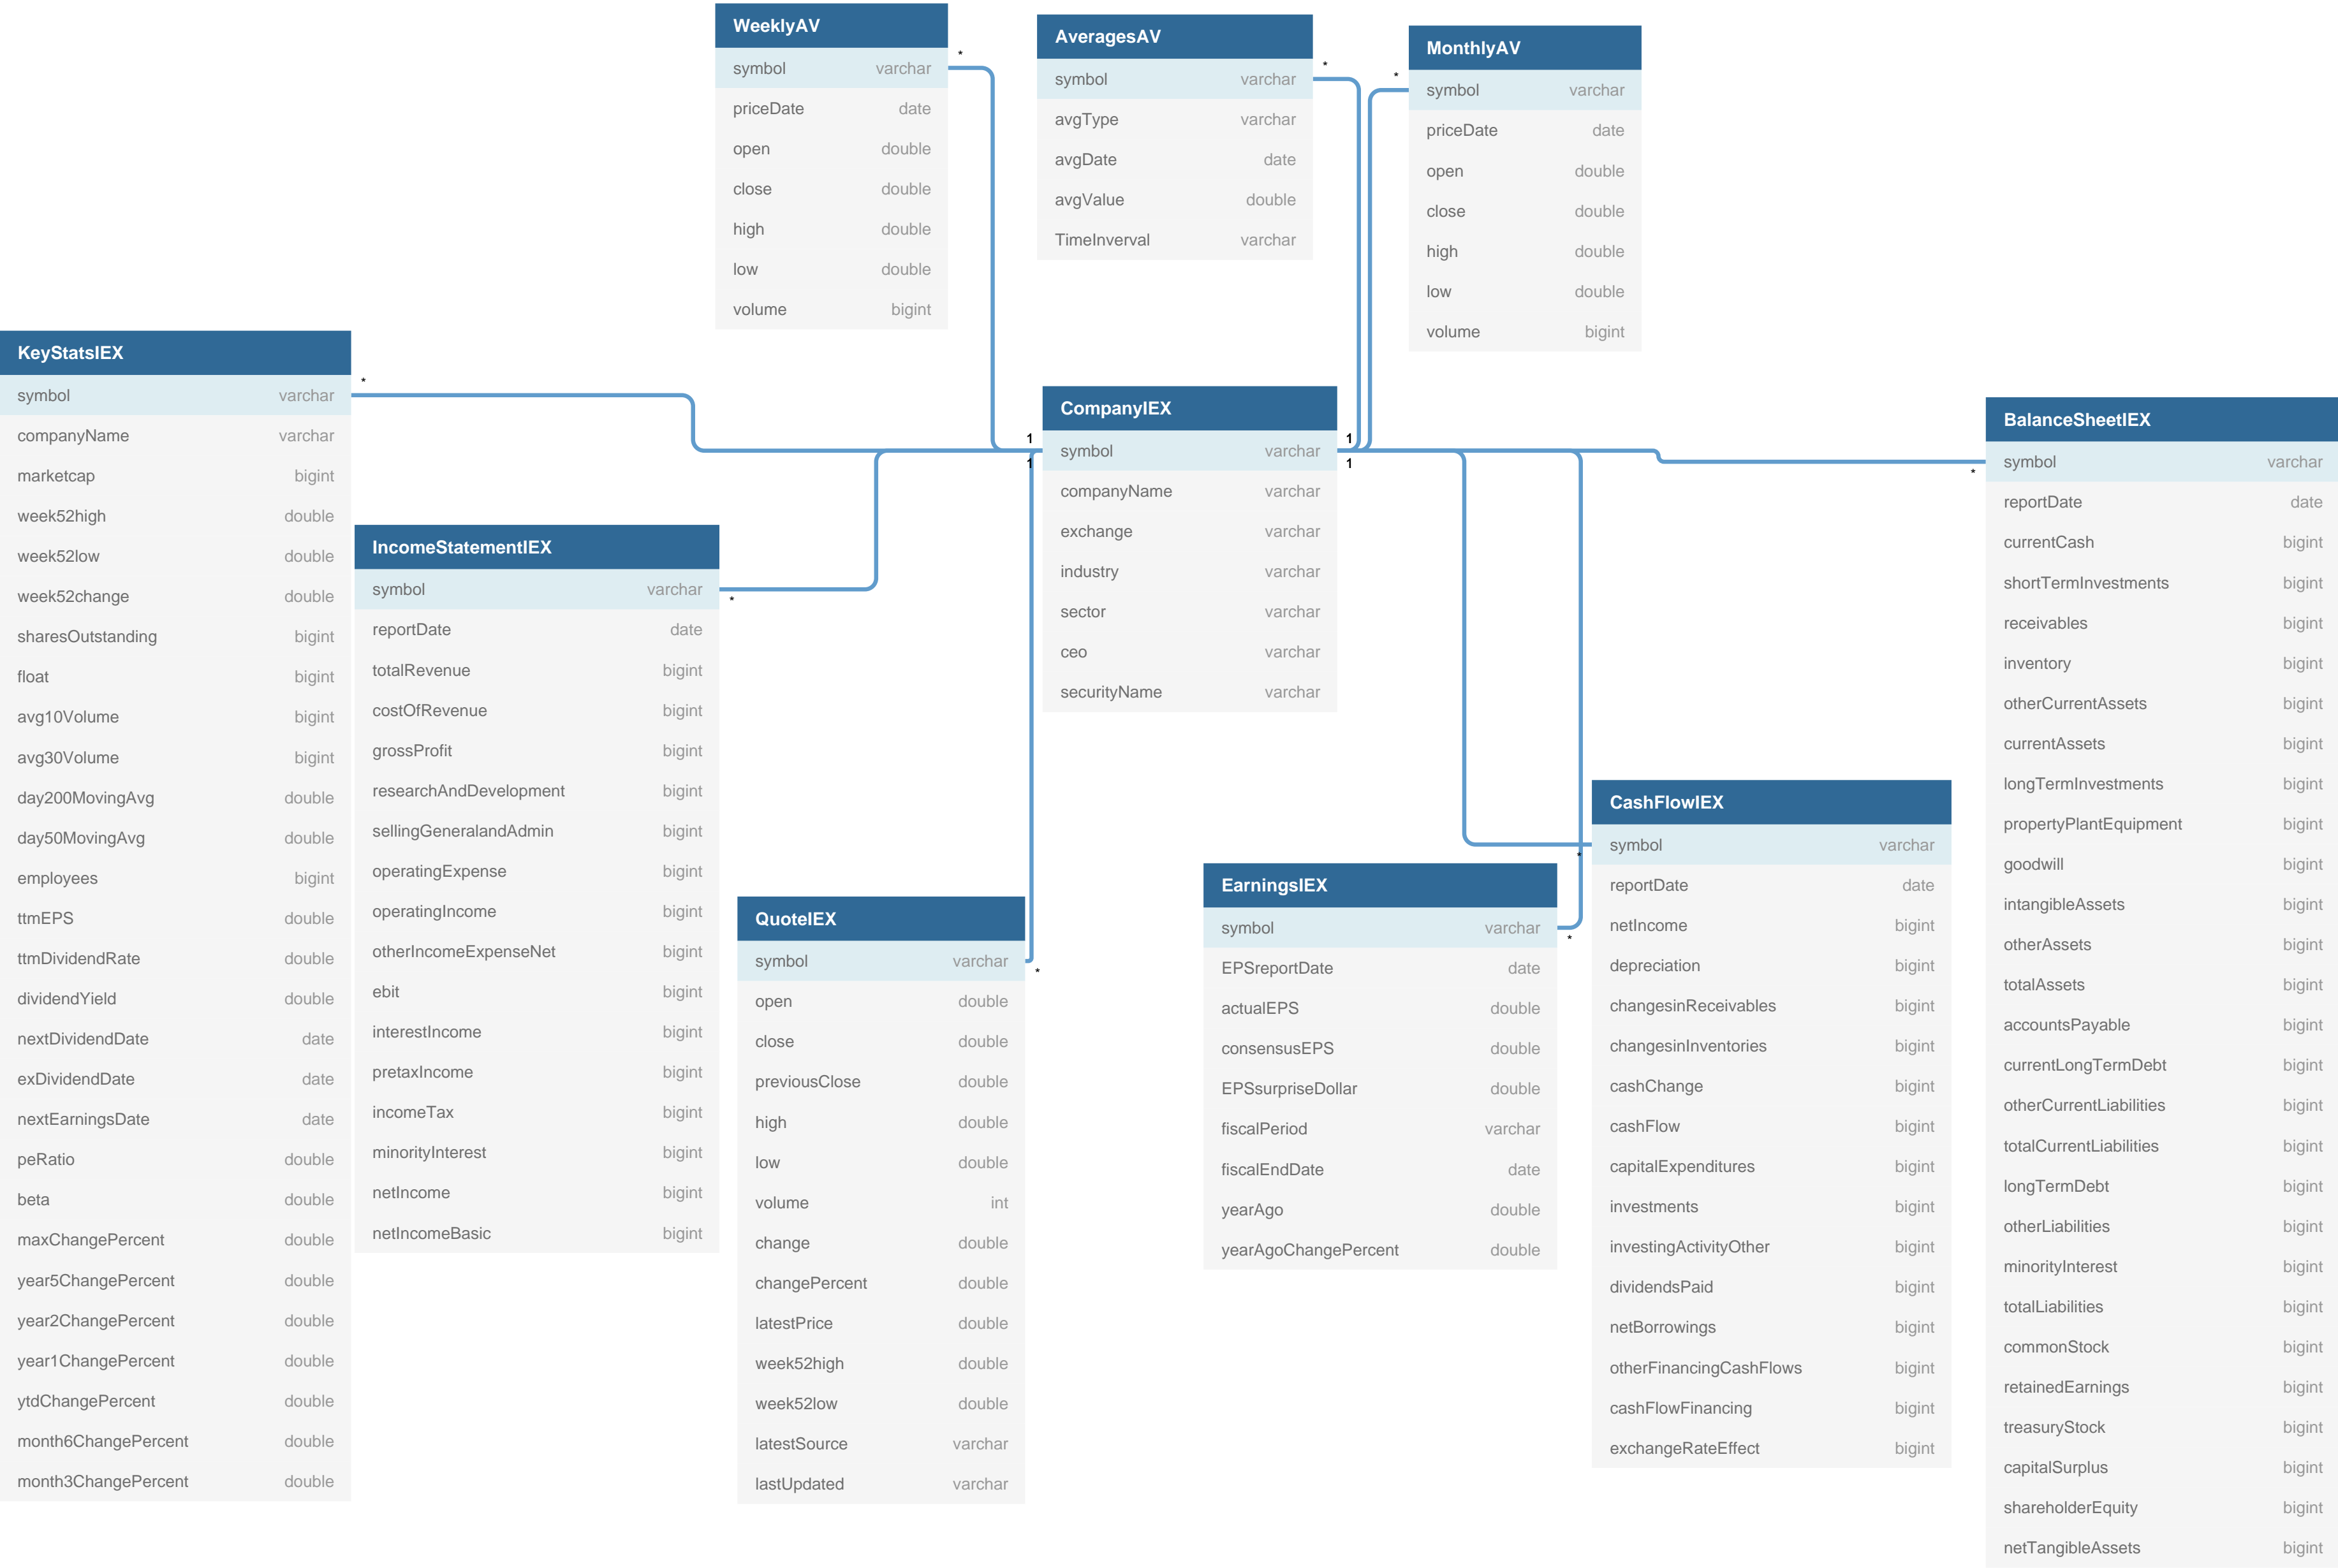 WeeklyAV
symbol varchar
priceDate date
open double
close double
high double
low double
volume bigint
*
AveragesAV
symbol varchar
avgType varchar
avgDate date
avgValue double
TimeInverval varchar
*
MonthlyAV
symbol varchar
priceDate date
open double
close double
high double
low double
volume bigint
*
KeyStatsIEX
symbol varchar
companyName varchar
marketcap bigint
week52high double
week52low double
week52change double
sharesOutstanding bigint
float bigint
avg10Volume bigint
avg30Volume bigint
day200MovingAvg double
day50MovingAvg double
employees bigint
ttmEPS double
ttmDividendRate double
dividendYield double
nextDividendDate date
exDividendDate date
nextEarningsDate date
peRatio double
beta double
maxChangePercent double
year5ChangePercent double
year2ChangePercent double
year1ChangePercent double
ytdChangePercent double
month6ChangePercent double
month3ChangePercent double
*
IncomeStatementIEX
symbol varchar
reportDate date
totalRevenue bigint
costOfRevenue bigint
grossProfit bigint
researchAndDevelopment bigint
sellingGeneralandAdmin bigint
operatingExpense bigint
operatingIncome bigint
otherIncomeExpenseNet bigint
ebit bigint
interestIncome bigint
pretaxIncome bigint
incomeTax bigint
minorityInterest bigint
netIncome bigint
netIncomeBasic bigint
*
CompanyIEX
1 1
symbol varchar
1 1
companyName varchar
exchange varchar
industry varchar
sector varchar
ceo varchar
securityName varchar
QuoteIEX
symbol varchar
open double
close double
previousClose double
high double
low double
volume int
change double
changePercent double
latestPrice double
week52high double
week52low double
latestSource varchar
lastUpdated varchar
*
EarningsIEX
symbol varchar
EPSreportDate date
actualEPS double
consensusEPS double
EPSsurpriseDollar double
fiscalPeriod varchar
fiscalEndDate date
yearAgo double
yearAgoChangePercent double
*
CashFlowIEX
symbol varchar
reportDate date
netIncome bigint
depreciation bigint
changesinReceivables bigint
changesinInventories bigint
cashChange bigint
cashFlow bigint
capitalExpenditures bigint
investments bigint
investingActivityOther bigint
dividendsPaid bigint
netBorrowings bigint
otherFinancingCashFlows bigint
cashFlowFinancing bigint
exchangeRateEffect bigint
*
BalanceSheetIEX
symbol varchar
reportDate date
currentCash bigint
shortTermInvestments bigint
receivables bigint
inventory bigint
otherCurrentAssets bigint
currentAssets bigint
longTermInvestments bigint
propertyPlantEquipment bigint
goodwill bigint
intangibleAssets bigint
otherAssets bigint
totalAssets bigint
accountsPayable bigint
currentLongTermDebt bigint
otherCurrentLiabilities bigint
totalCurrentLiabilities bigint
longTermDebt bigint
otherLiabilities bigint
minorityInterest bigint
totalLiabilities bigint
commonStock bigint
retainedEarnings bigint
treasuryStock bigint
capitalSurplus bigint
shareholderEquity bigint
netTangibleAssets bigint
*